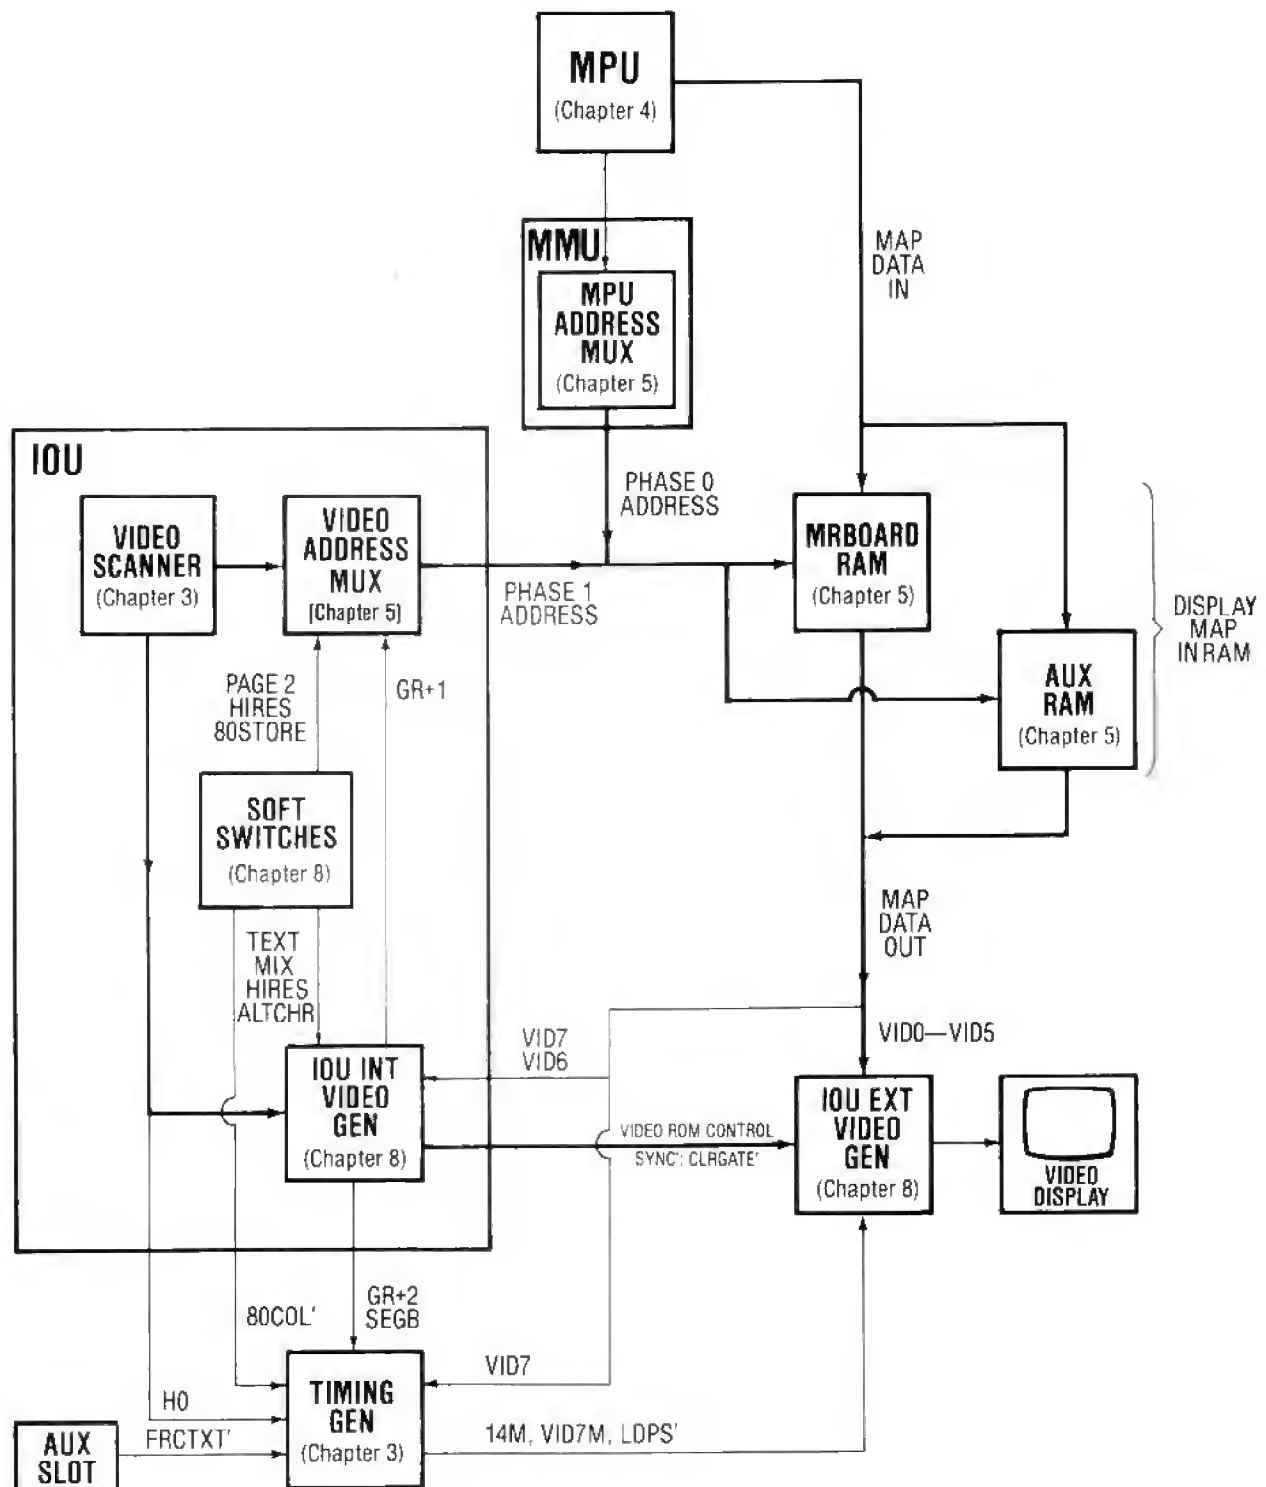 MPU
(Chapter 4)
MMU
MPU
ADDRESS
MUX
(Chapter 5)
MAP
DATA
IN
IOU
VIDEO
SCANNER
(Chapter 3)
VIDEO
ADDRESS
MUX
[Chapter 5]
PHASE 0
ADDRESS
PHASE 1
ADDRESS
MRBOARD
RAM
(Chapter 5)
AUX
RAM
(Chapter 5)
DISPLAY
MAP
IN RAM
PAGE 2
HIRES
80STORE
GR+1
SOFT
SWITCHES
(Chapter 8)
TEXT
MIX
HIRES
ALTCHR
MAP
DATA
OUT
VID7
VID6
VID0—VID5
IOU INT
VIDEO
GEN
(Chapter 8)
VIDEO ROM CONTROL
SYNC'; CLRGATE'
IOU EXT
VIDEO
GEN
(Chapter 8)
VIDEO
DISPLAY
80COL'
GR+2
SEGB
VID7
H0
FRCTXT'
TIMING
GEN
(Chapter 3)
14M, VID7M, LDPS'
AUX
SLOT